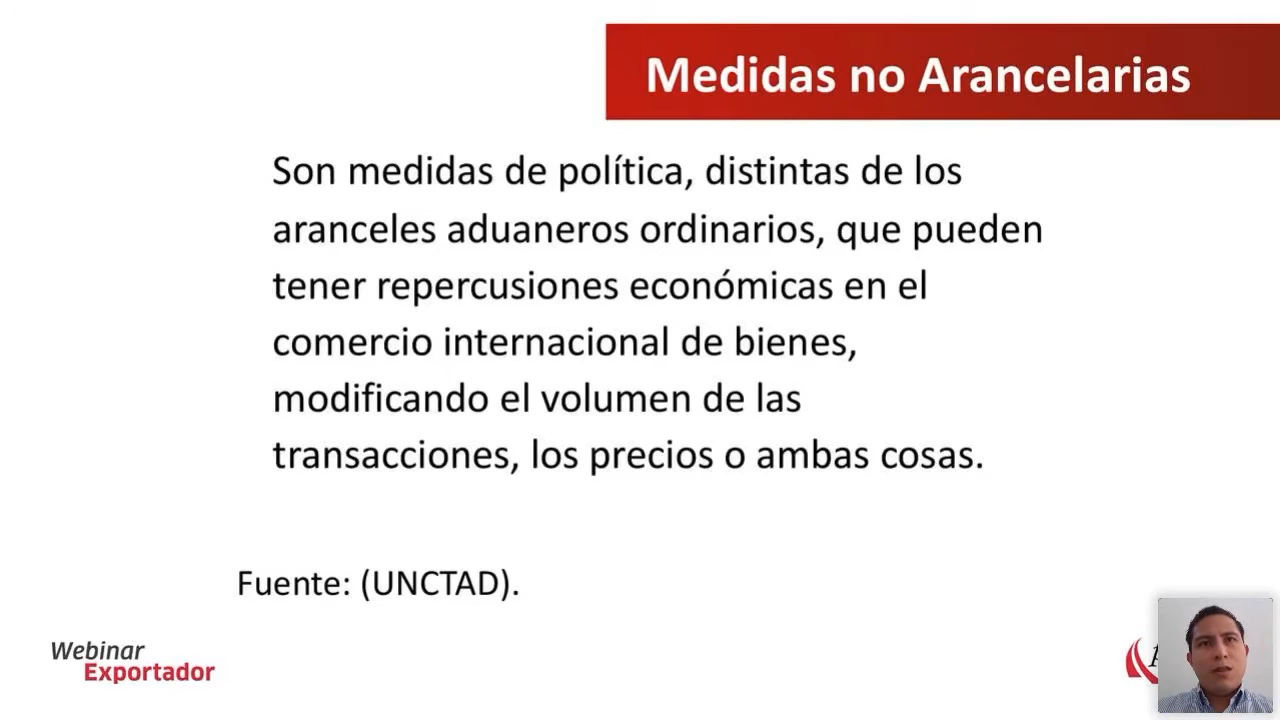 Medidas no Arancelarias
Son medidas de política, distintas de los
aranceles aduaneros ordinarios, que pueden
tener repercusiones económicas en el
comercio internacional de bienes,
modificando el volumen de las
transacciones, los precios o ambas cosas.
Fuente: (UNCTAD).
Webinar
Exportador